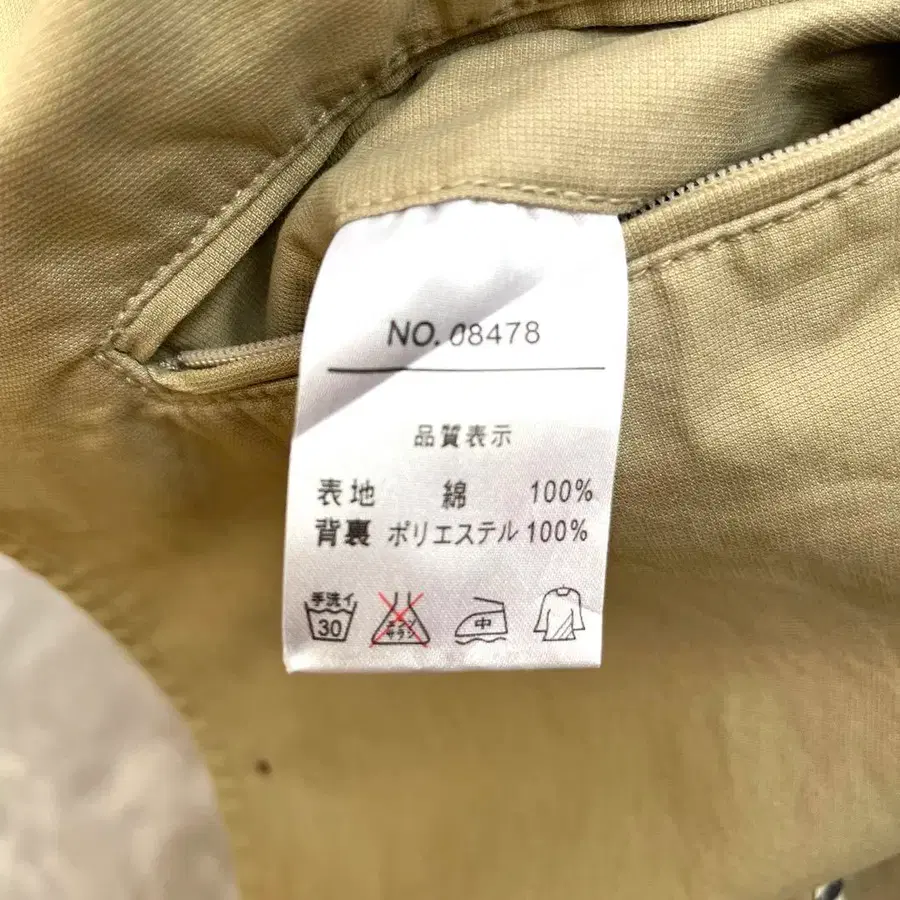 NO. 08478
品質表示
表地 綿 100%
背裏 ポリエステル 100%
手洗イ
30
エンソ
サラシ
中